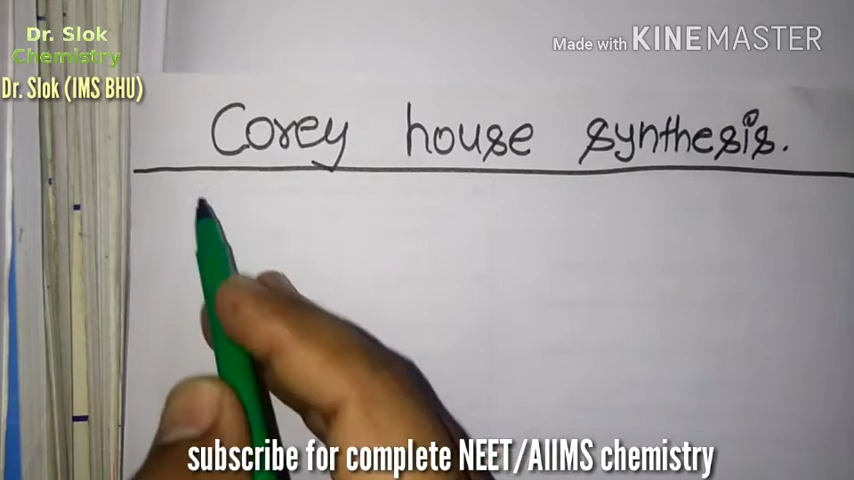 Dr. Slok
Chemistry
Dr. Slok (IMS BHU)
Made with KINEMASTER
Corey house synthesis.
subscribe for complete NEET/AIIMS chemistry